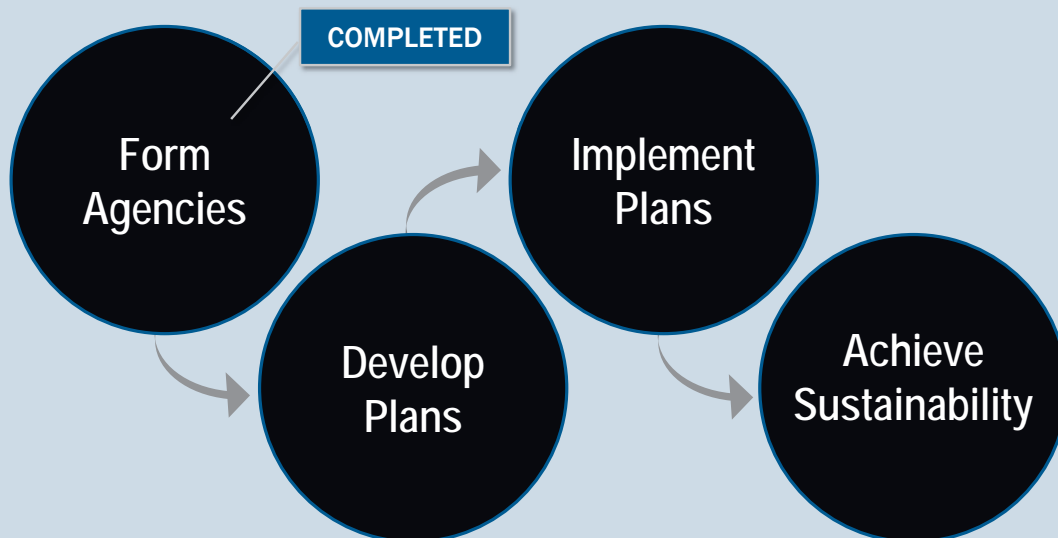 COMPLETED
Form
Agencies
Develop
Plans
Implement
Plans
Achieve
Sustainability